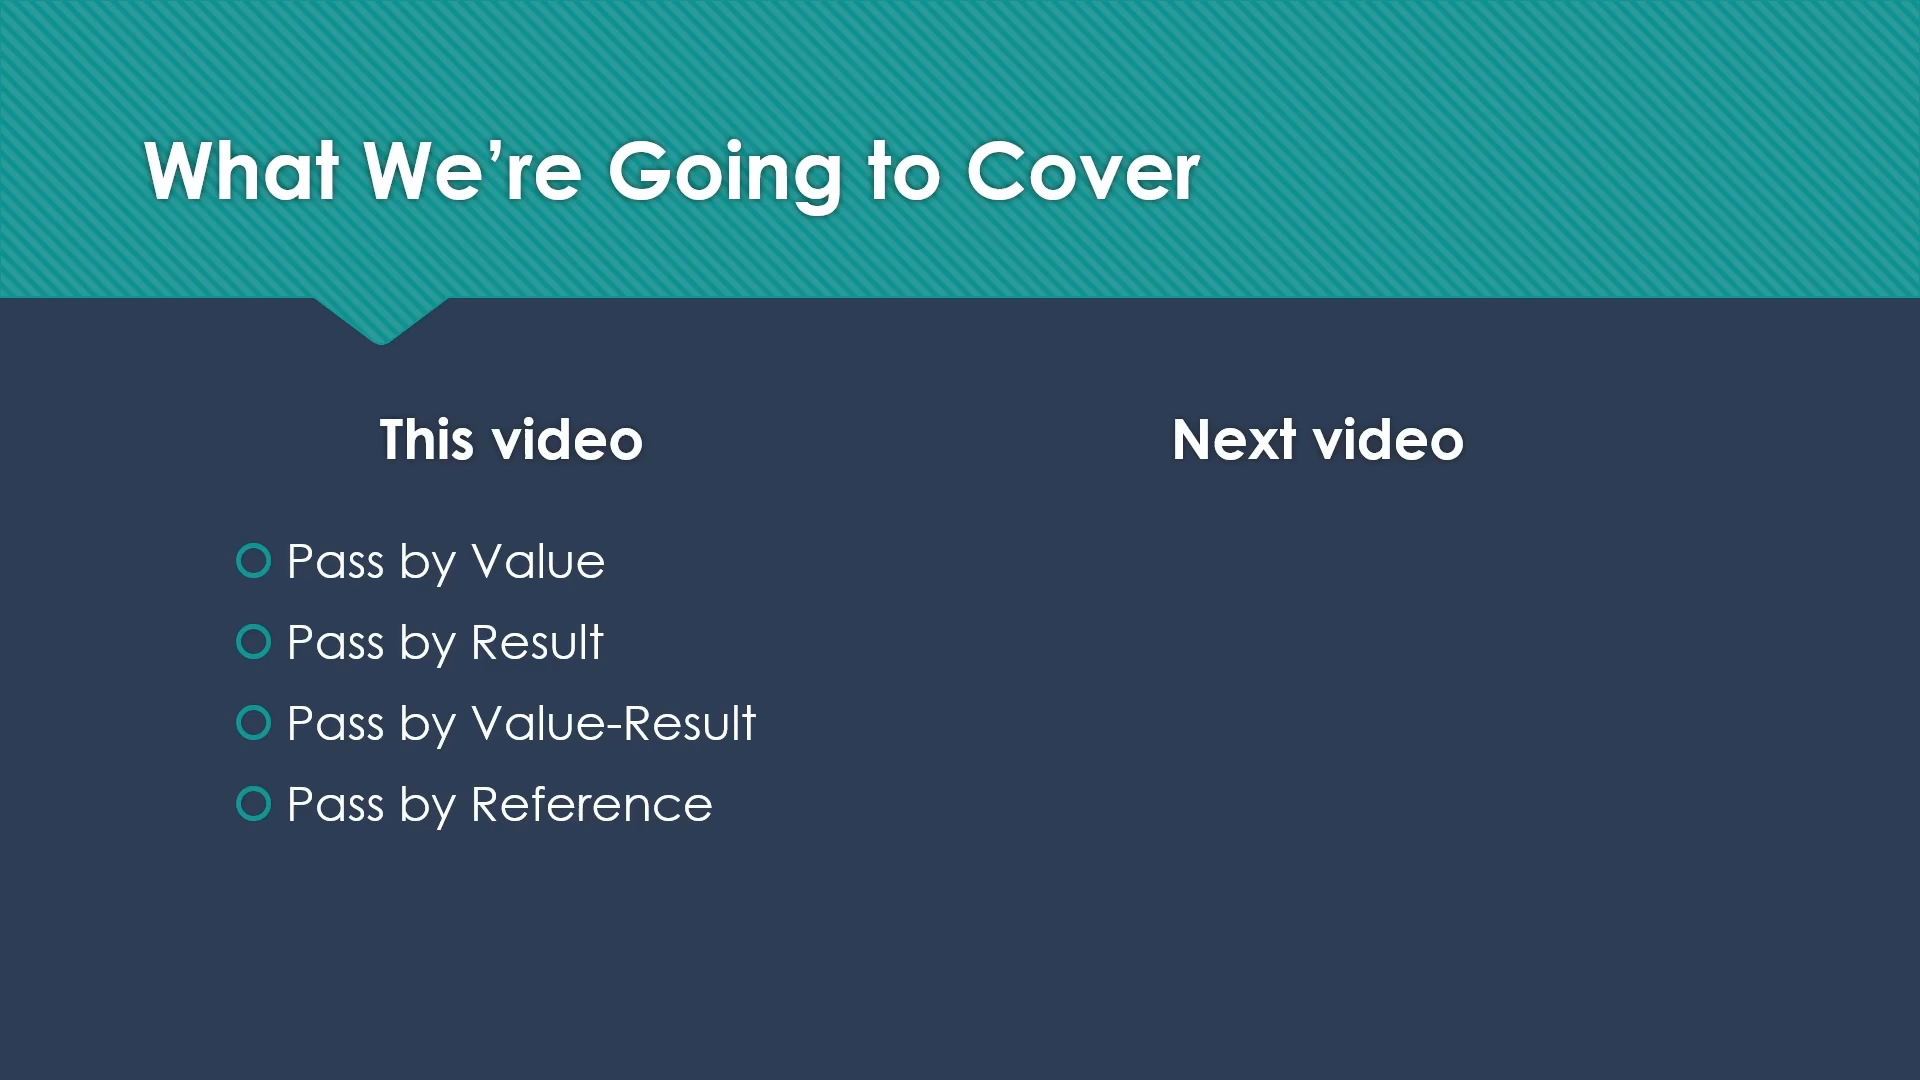 What We’re Going to Cover
This video
Pass by Value
Pass by Result
Pass by Value-Result
Pass by Reference
Next video